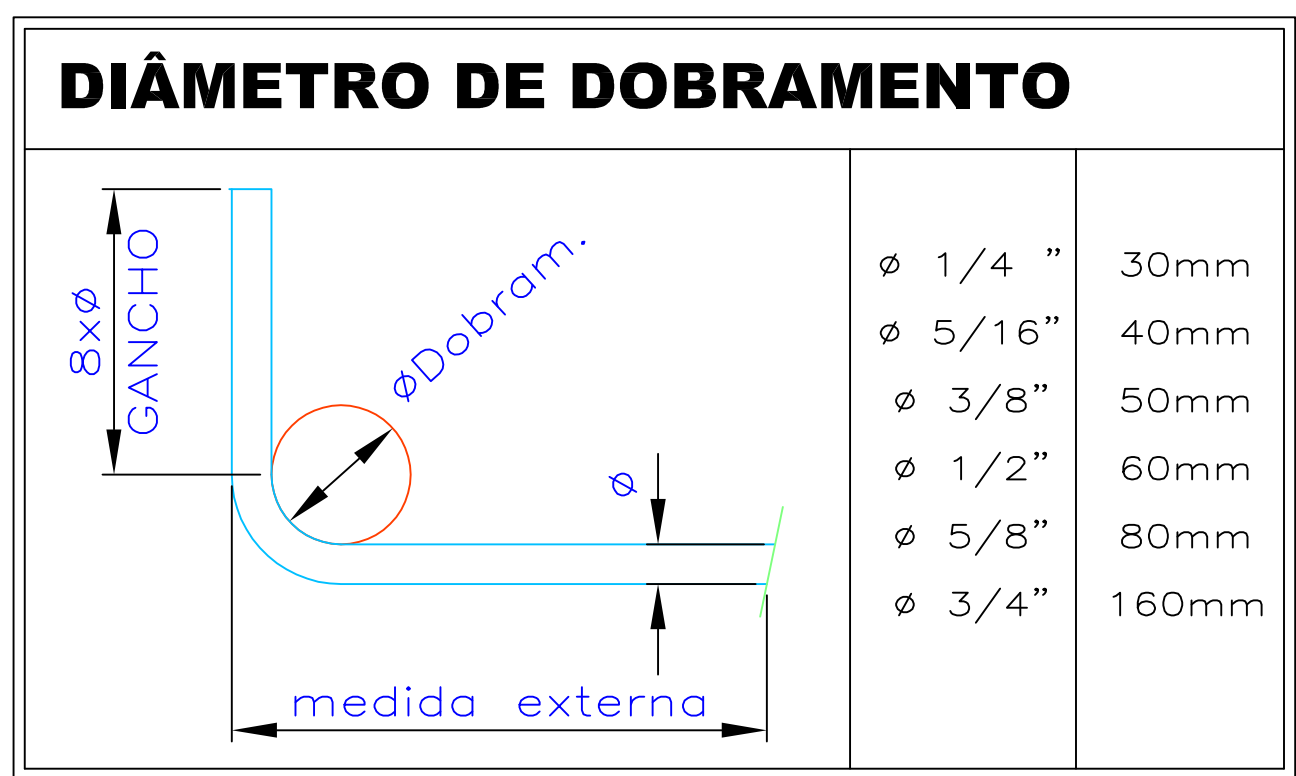 DIÂMETRO DE DOBRAMENTO
8xø
GANCHO
øDobram.
ø
medida externa
ø 1/4 ” 30mm
ø 5/16” 40mm
ø 3/8” 50mm
ø 1/2” 60mm
ø 5/8” 80mm
ø 3/4” 160mm